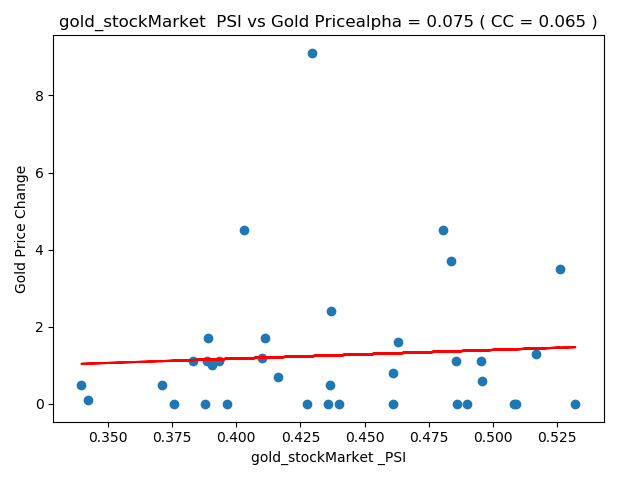 gold_stockMarket  PSI vs Gold Pricealpha = 0.075 ( CC = 0.065 )
8
6
4
2
0
Gold Price Change
0.350 0.375 0.400 0.425 0.450 0.475 0.500 0.525
gold_stockMarket _PSI